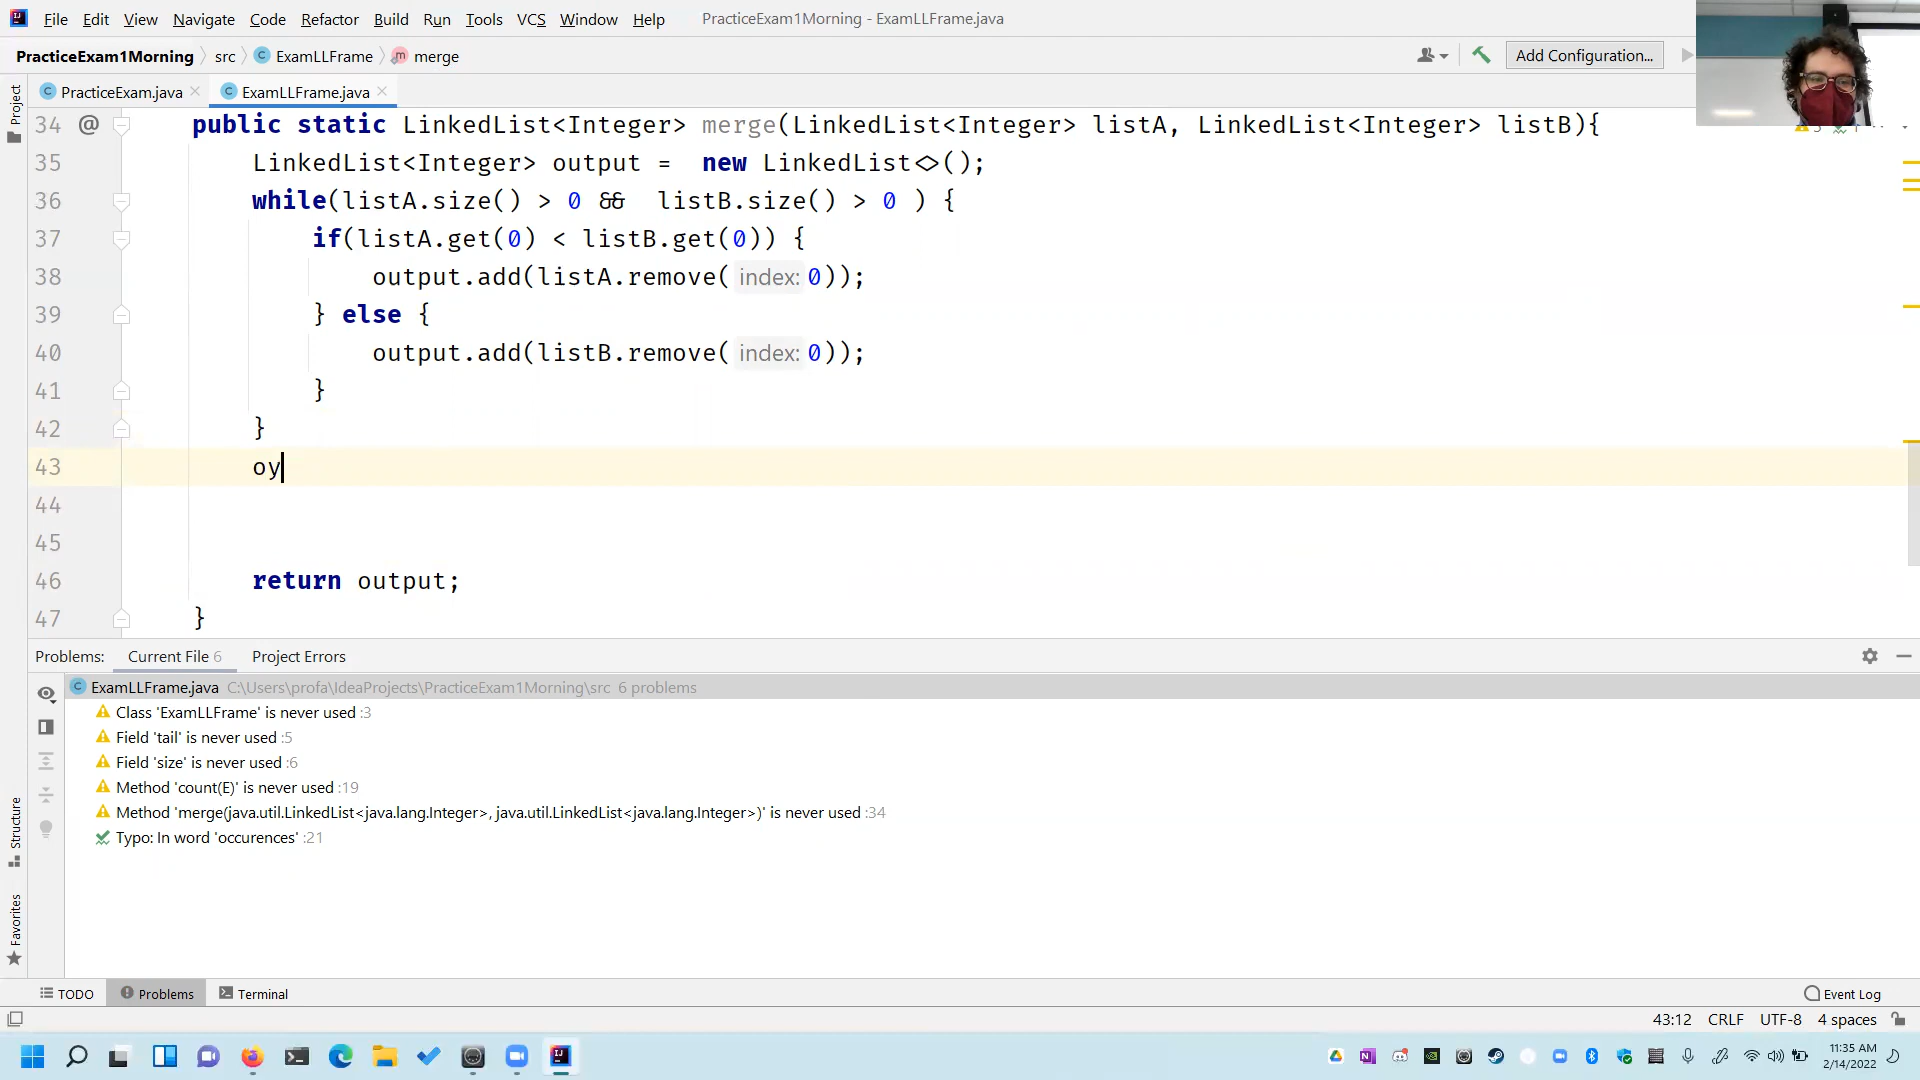 File Edit View Navigate Code Refactor Build Run Tools VCS Window Help PracticeExam1Morning - ExamLLFrame.java
PracticeExam1Morning src ExamLLFrame merge Add Configuration...
PracticeExam.java ExamLLFrame.java
Project
34 @ public static LinkedList<Integer> merge(LinkedList<Integer> listA, LinkedList<Integer> listB){
35 LinkedList<Integer> output = new LinkedList<>();
36 while(listA.size() > 0 && listB.size() > 0 ) {
37 if(listA.get(0) < listB.get(0)) {
38 output.add(listA.remove( index: 0));
39 } else {
40 output.add(listB.remove( index: 0));
41 }
42 }
43 oy
44
45
46 return output;
47 }
Problems: Current File 6 Project Errors
ExamLLFrame.java C:\Users\profa\IdeaProjects\PracticeExam1Morning\src 6 problems
Class 'ExamLLFrame' is never used :3
Field 'tail' is never used :5
Field 'size' is never used :6
Method 'count(E)' is never used :19
Method 'merge(java.util.LinkedList<java.lang.Integer>, java.util.LinkedList<java.lang.Integer>)' is never used :34
Typo: In word 'occurences' :21
Structure
Favorites
TODO Problems Terminal Event Log
43:12 CRLF UTF-8 4 spaces
11:35 AM
2/14/2022